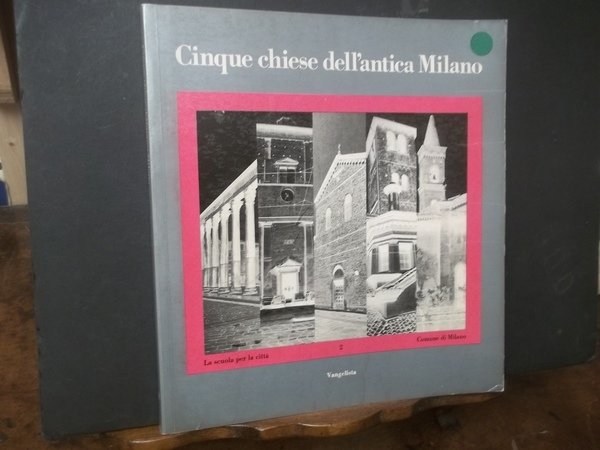 Cinque chiese dell'antica Milano
La scuola per la città
2
Comune di Milano
Vangelista